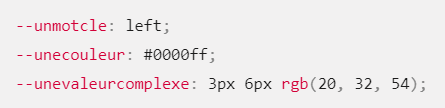 --unmotcle: left;
--unecouleur: #0000ff;
--unevaleurcomplexe: 3px 6px rgb(20, 32, 54);